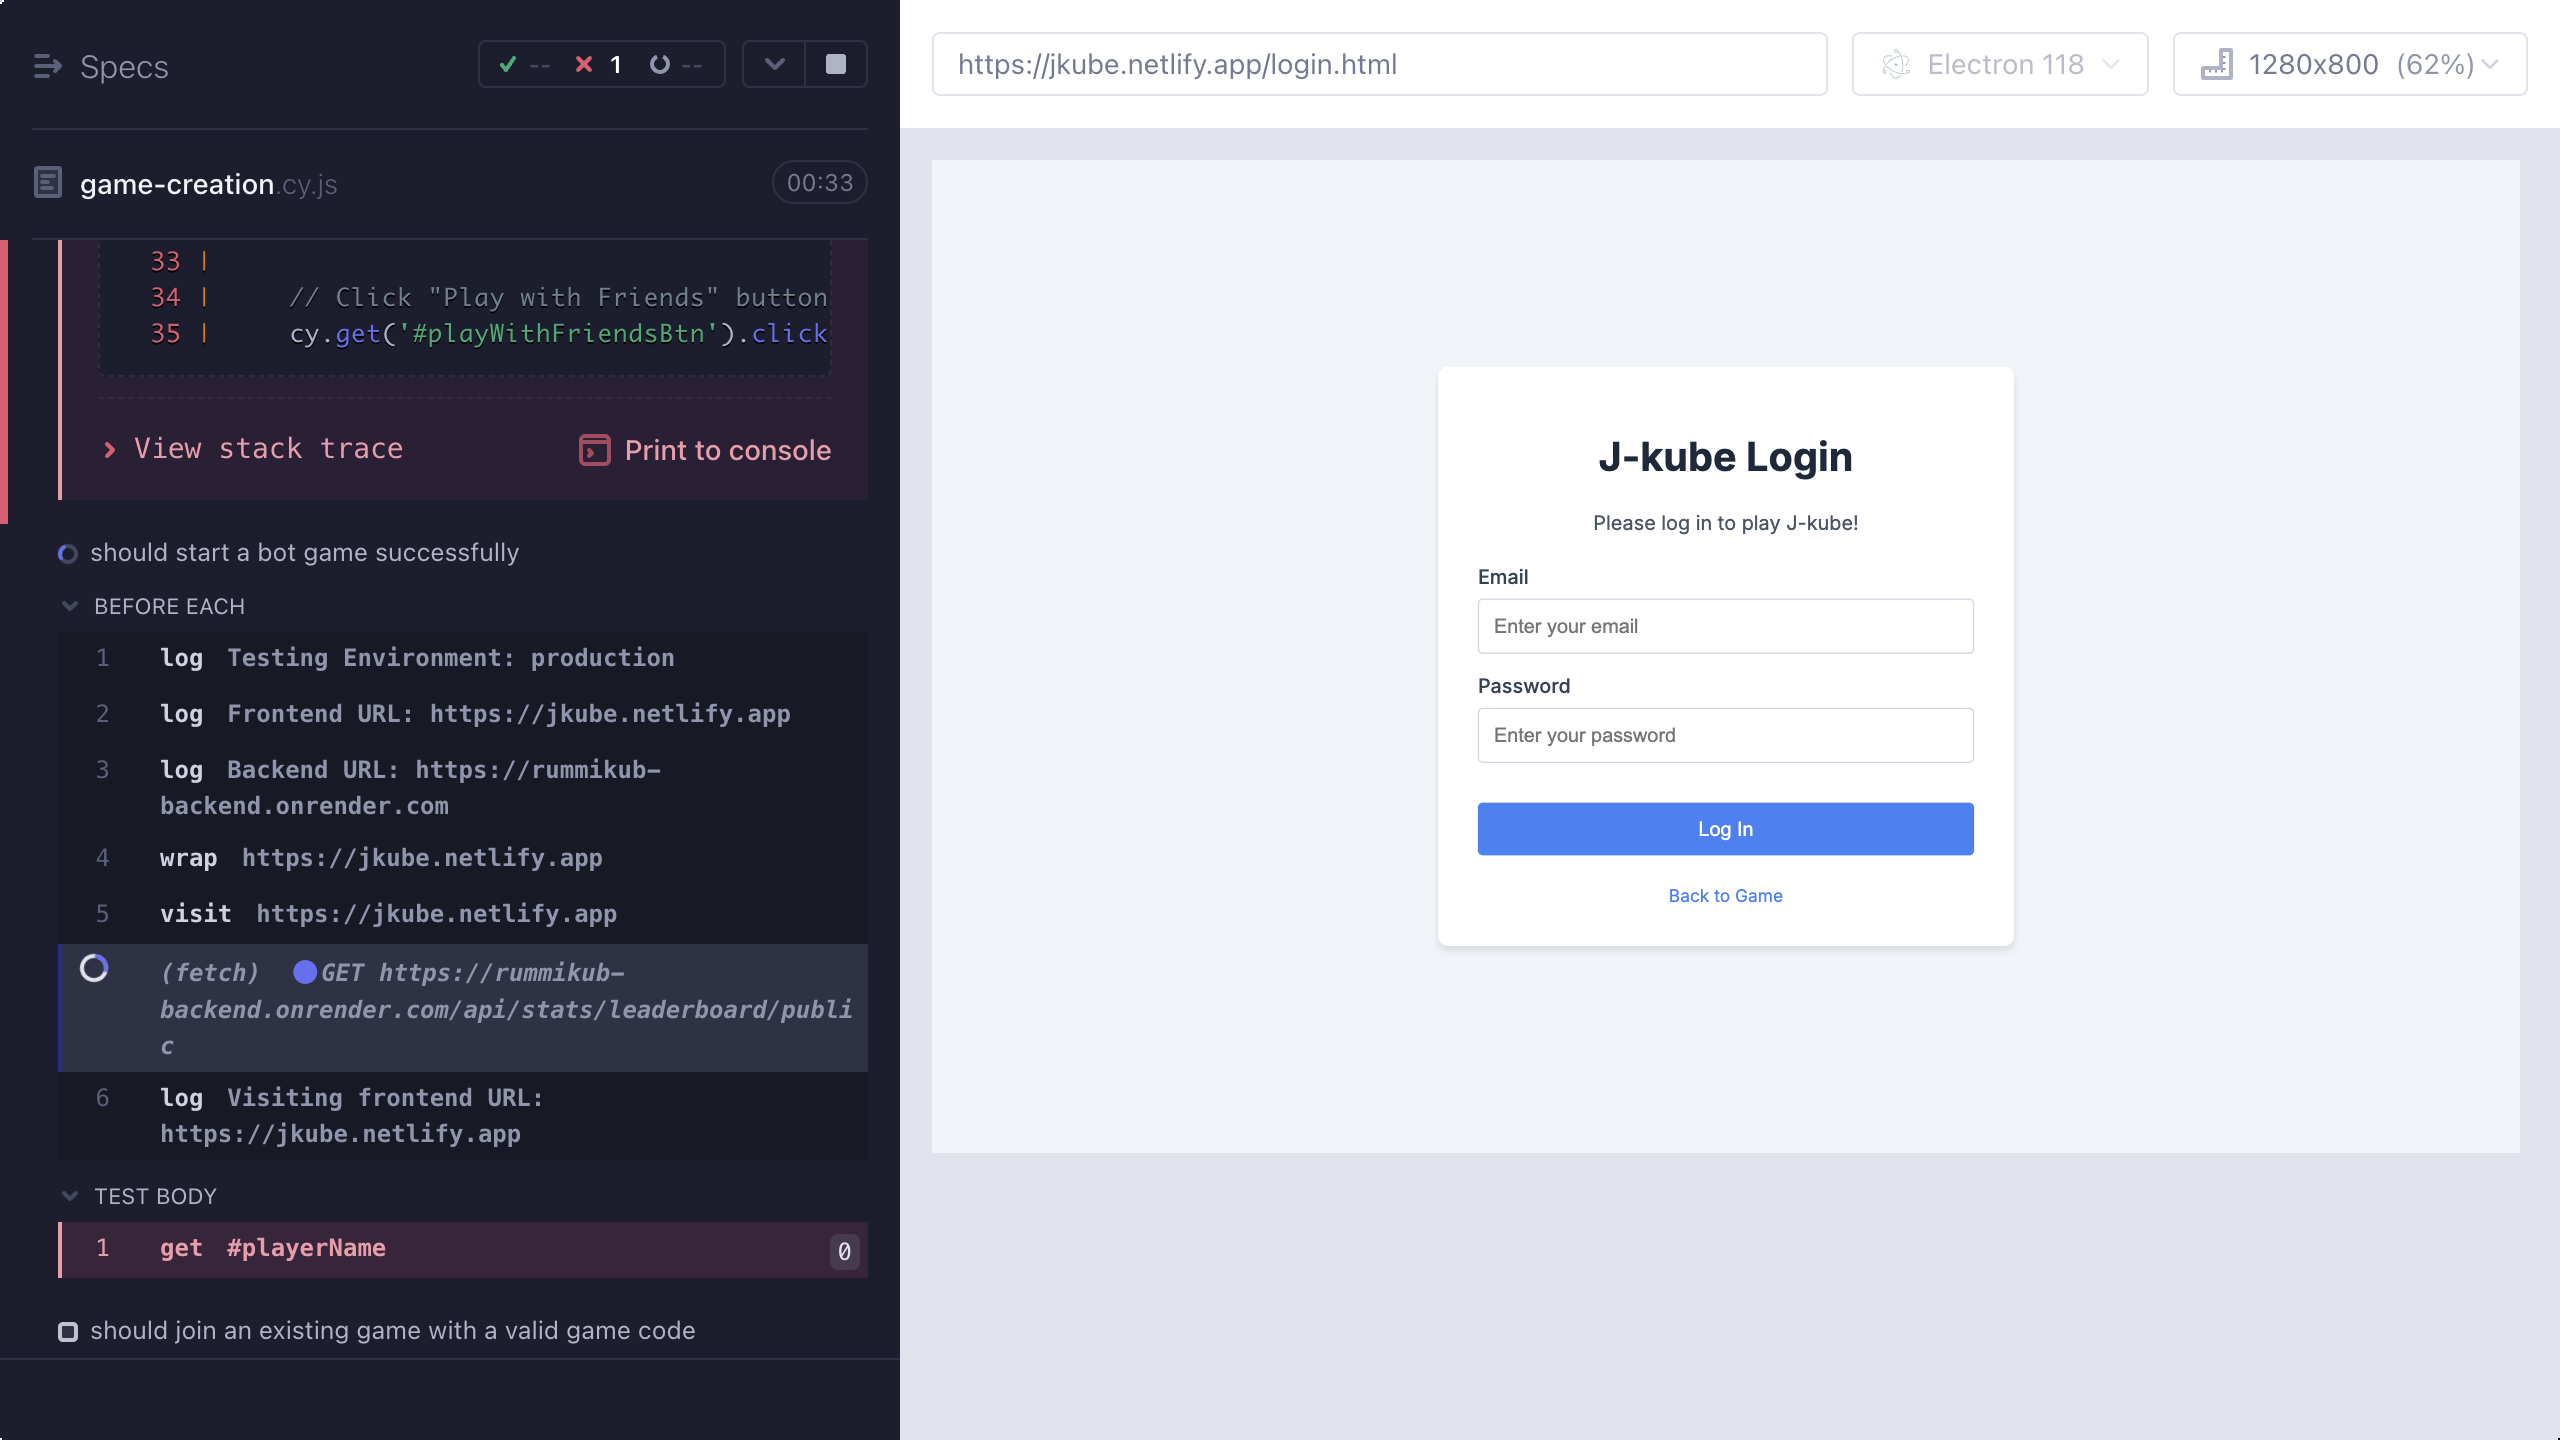 Specs
-- 1 --
game-creation.cy.js
00:33
33 |
34 | // Click "Play with Friends" button
35 | cy.get('#playWithFriendsBtn').click
View stack trace
Print to console
should start a bot game successfully
BEFORE EACH
1 log Testing Environment: production
2 log Frontend URL: https://jkube.netlify.app
3 log Backend URL: https://rummikub-
backend.onrender.com
4 wrap https://jkube.netlify.app
5 visit https://jkube.netlify.app
(fetch) GET https://rummikub-
backend.onrender.com/api/stats/leaderboard/publi
c
6 log Visiting frontend URL:
https://jkube.netlify.app
TEST BODY
1 get #playerName 0
should join an existing game with a valid game code
https://jkube.netlify.app/login.html
Electron 118
1280x800 (62%)
J-kube Login
Please log in to play J-kube!
Email
Enter your email
Password
Enter your password
Log In
Back to Game